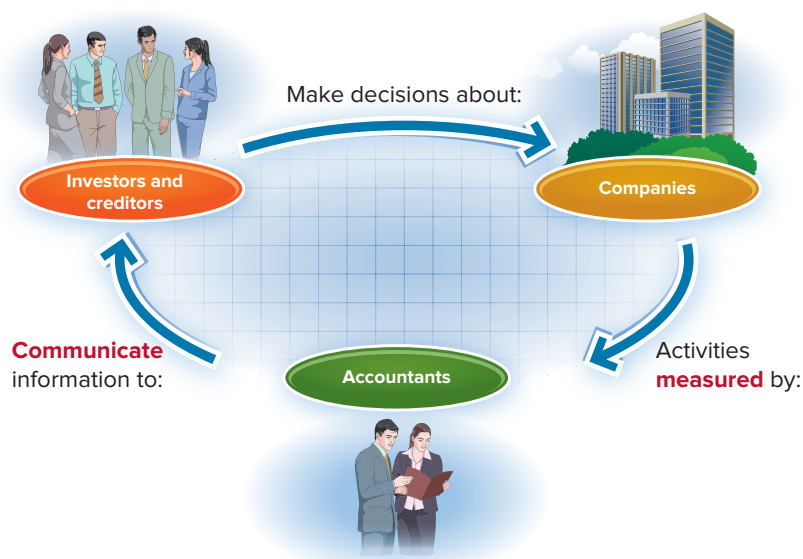 Make decisions about:
Investors and
creditors
Companies
Communicate
information to:
Activities
measured by:
Accountants